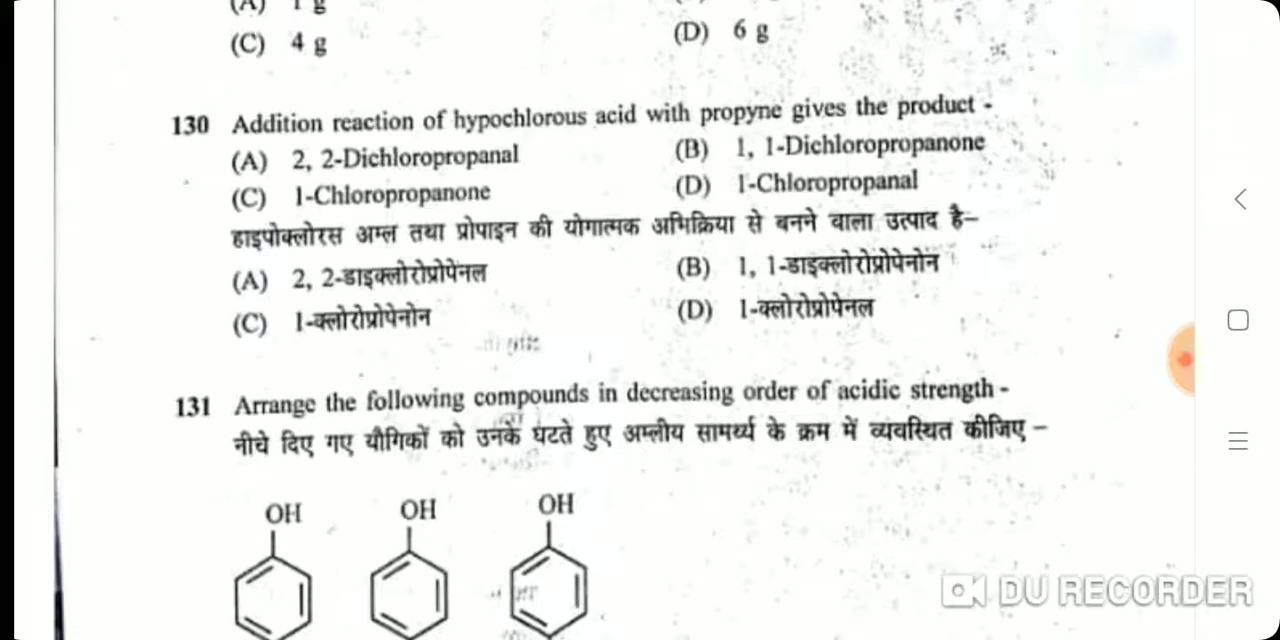 (A) 1 g
(C) 4 g (D) 6 g
130 Addition reaction of hypochlorous acid with propyne gives the product -
(A) 2, 2-Dichloropropanal (B) 1, 1-Dichloropropanone
(C) 1-Chloropropanone (D) 1-Chloropropanal
हाइपोक्लोरस अम्ल तथा प्रोपाइन की योगात्मक अभिक्रिया से बनने वाला उत्पाद है–
(A) 2, 2-डाइक्लोरोप्रोपेनल (B) 1, 1-डाइक्लोरोप्रोपेनोन
(C) 1-क्लोरोप्रोपेनोन (D) 1-क्लोरोप्रोपेनल
131 Arrange the following compounds in decreasing order of acidic strength -
नीचे दिए गए यौगिकों को उनके घटते हुए अम्लीय सामर्थ्य के क्रम में व्यवस्थित कीजिए –
OH OH OH
DU RECORDER